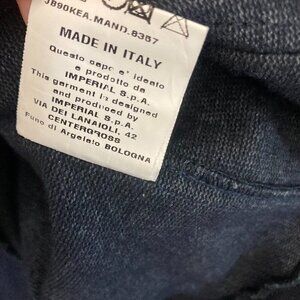 JB90KEA.MAND.8357
MADE IN ITALY
Questo capo e' ideato
e prodotto da
IMPERIAL S.p.A.
This garment is designed
and produced by
IMPERIAL S.p.A.
VIA DEI LANAIOLI, 42
CENTERGROSS
Funo di Argelato BOLOGNA